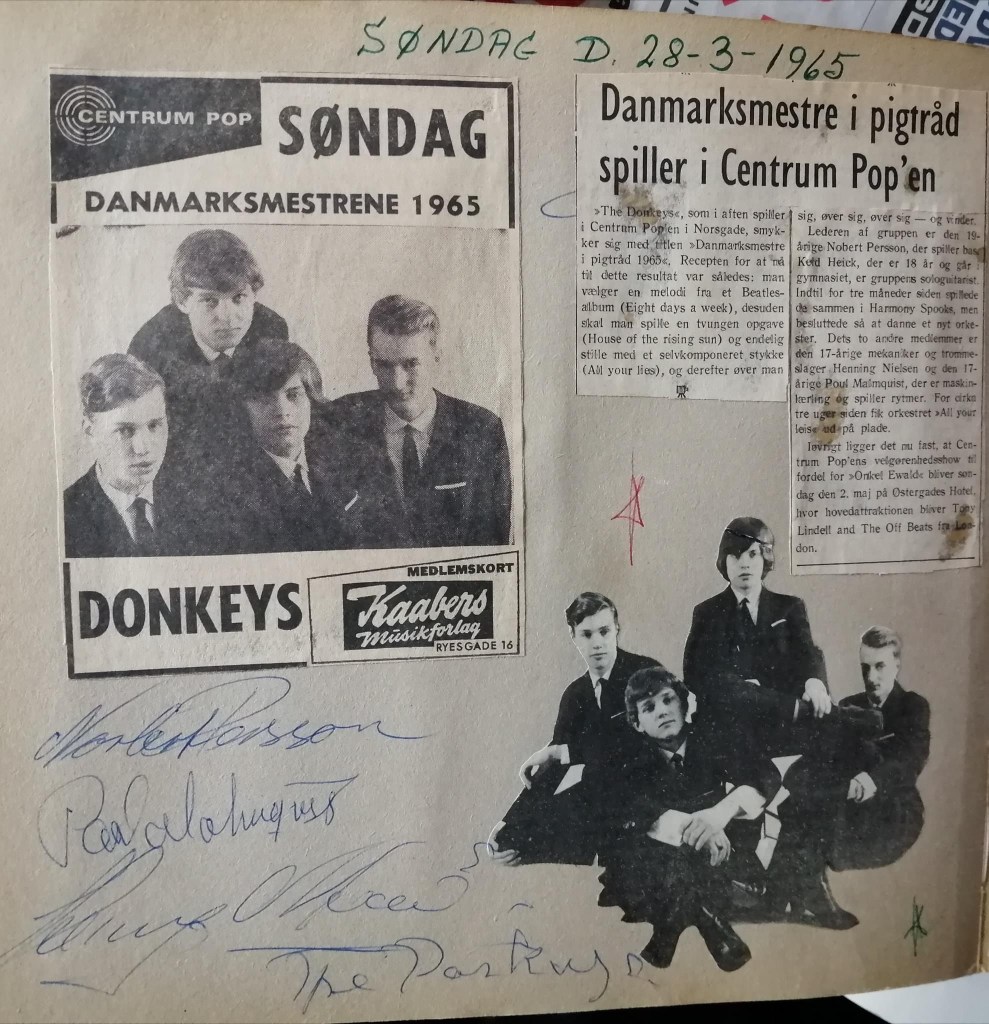 SØNDAG D. 28-3-1965
CENTRUM POP
SØNDAG
DANMARKSMESTRENE 1965
DONKEYS
MEDLEMSKORT
Kaabers
Musikforlag
RYESGADE 16
Danmarksmestre i pigtråd
spiller i Centrum Pop'en
»The Donkeys«, som i aften spiller
i Centrum Pop'en i Norsgade, smyk-
ker sig med titlen »Danmarksmestre
i pigtråd 1965«. Recepten for at nå
til dette resultat var således: man
vælger en melodi fra et Beatles-
album (Eight days a week), desuden
skal man spille en tvungen opgave
(House of the rising sun) og endelig
stille med et selvkomponeret stykke
(All your lies), og derefter øver man
sig, øver sig, øver sig — og vinder.
Lederen af gruppen er den 19-
årige Nobert Persson, der spiller bas.
Keld Heick, der er 18 år og går i
gymnasiet, er gruppens sologuitarist.
Indtil for tre måneder siden spillede
de sammen i Harmony Spooks, men
besluttede så at danne et nyt orke-
ster. Dets to andre medlemmer er
den 17-årige mekaniker og tromme-
slager Henning Nielsen og den 17-
årige Poul Malmquist, der er maskin-
lærling og spiller rytmer. For cirka
tre uger siden fik orkestret »All your
leis« ud på plade.
Iøvrigt ligger det nu fast, at Cen-
trum Pop'ens velgørenhedsshow til
fordel for »Onkel Ewald« bliver søn-
dag den 2. maj på Østergades Hotel,
hvor hovedattraktionen bliver Tony
Lindell and The Off Beats fra Lon-
don.
Persson
The Donkeys